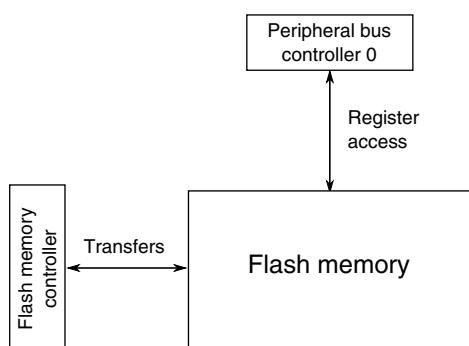 Peripheral bus
controller 0
Register
access
Flash memory
controller
Transfers
Flash memory